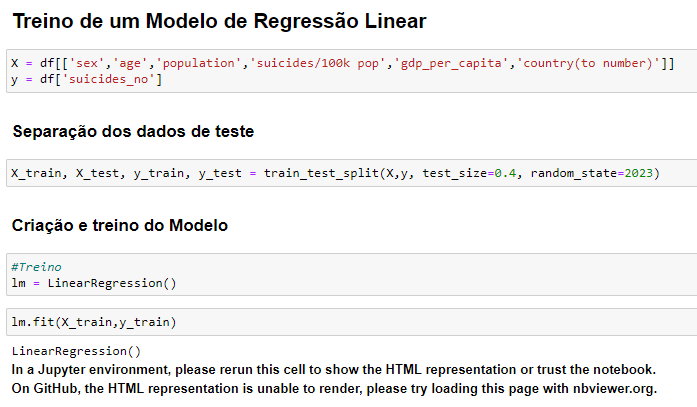 Treino de um Modelo de Regressão Linear
X = df[['sex','age','population','suicides/100k pop','gdp_per_capita','country(to number)']]
y = df['suicides_no']
Separação dos dados de teste
X_train, X_test, y_train, y_test = train_test_split(X,y, test_size=0.4, random_state=2023)
Criação e treino do Modelo
#Treino
lm = LinearRegression()
lm.fit(X_train,y_train)
LinearRegression()
In a Jupyter environment, please rerun this cell to show the HTML representation or trust the notebook.
On GitHub, the HTML representation is unable to render, please try loading this page with nbviewer.org.